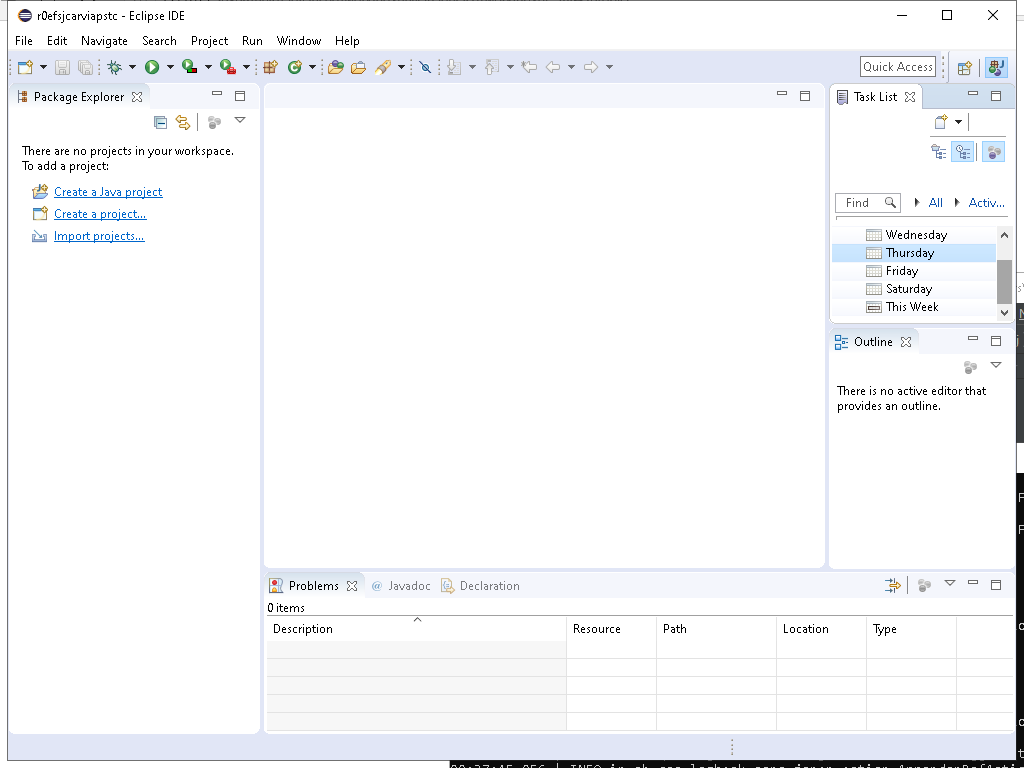 r0efsjcarviapstc - Eclipse IDE
File Edit Navigate Search Project Run Window Help
Quick Access
Package Explorer
There are no projects in your workspace.
To add a project:
Create a Java project
Create a project...
Import projects...
Task List
Find All Activ...
Wednesday
Thursday
Friday
Saturday
This Week
Outline
There is no active editor that
provides an outline.
Problems @ Javadoc Declaration
0 items
Description Resource Path Location Type